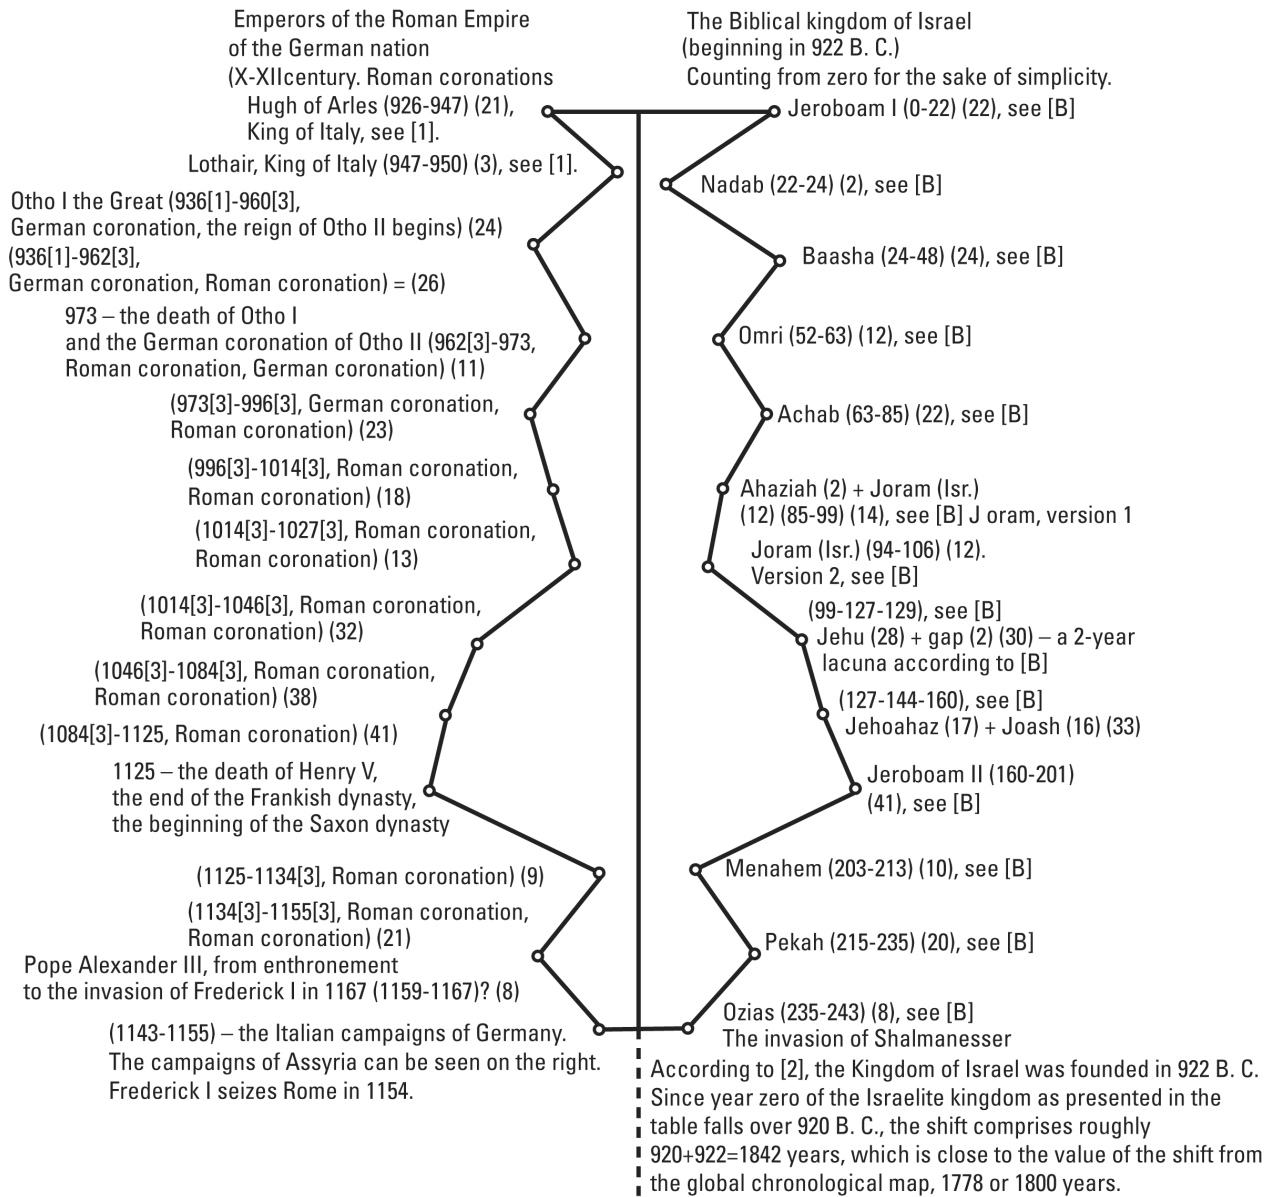 Emperors of the Roman Empire
of the German nation
(X-XIIcentury. Roman coronations
Hugh of Arles (926-947) (21),
King of Italy, see [1].
Lothair, King of Italy (947-950) (3), see [1].
Otho I the Great (936[1]-960[3],
German coronation, the reign of Otho II begins) (24)
(936[1]-962[3],
German coronation, Roman coronation) = (26)
973 – the death of Otho I
and the German coronation of Otho II (962[3]-973,
Roman coronation, German coronation) (11)
(973[3]-996[3], German coronation,
Roman coronation) (23)
(996[3]-1014[3], Roman coronation,
Roman coronation) (18)
(1014[3]-1027[3], Roman coronation,
Roman coronation) (13)
(1014[3]-1046[3], Roman coronation,
Roman coronation) (32)
(1046[3]-1084[3], Roman coronation,
Roman coronation) (38)
(1084[3]-1125, Roman coronation) (41)
1125 – the death of Henry V,
the end of the Frankish dynasty,
the beginning of the Saxon dynasty
(1125-1134[3], Roman coronation) (9)
(1134[3]-1155[3], Roman coronation,
Roman coronation) (21)
Pope Alexander III, from enthronement
to the invasion of Frederick I in 1167 (1159-1167)? (8)
(1143-1155) – the Italian campaigns of Germany.
The campaigns of Assyria can be seen on the right.
Frederick I seizes Rome in 1154.
The Biblical kingdom of Israel
(beginning in 922 B. C.)
Counting from zero for the sake of simplicity.
Jeroboam I (0-22) (22), see [B]
Nadab (22-24) (2), see [B]
Baasha (24-48) (24), see [B]
Omri (52-63) (12), see [B]
Achab (63-85) (22), see [B]
Ahaziah (2) + Joram (Isr.)
(12) (85-99) (14), see [B] J oram, version 1
Joram (Isr.) (94-106) (12).
Version 2, see [B]
(99-127-129), see [B]
Jehu (28) + gap (2) (30) – a 2-year
lacuna according to [B]
(127-144-160), see [B]
Jehoahaz (17) + Joash (16) (33)
Jeroboam II (160-201)
(41), see [B]
Menahem (203-213) (10), see [B]
Pekah (215-235) (20), see [B]
Ozias (235-243) (8), see [B]
The invasion of Shalmanesser
According to [2], the Kingdom of Israel was founded in 922 B. C.
Since year zero of the Israelite kingdom as presented in the
table falls over 920 B. C., the shift comprises roughly
920+922=1842 years, which is close to the value of the shift from
the global chronological map, 1778 or 1800 years.